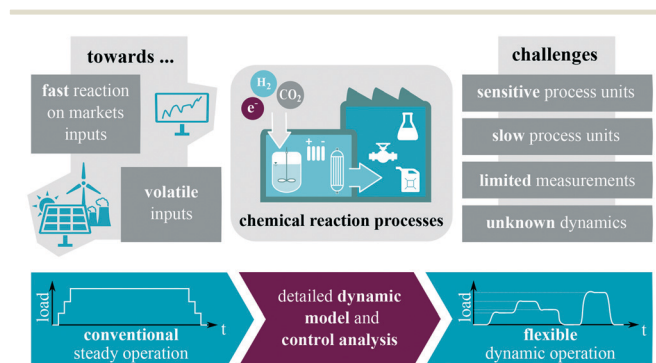 towards ...
fast reaction
on markets
inputs
volatile
inputs
H₂
CO₂
e⁻
+ −
chemical reaction processes
challenges
sensitive process units
slow process units
limited measurements
unknown dynamics
load
t
conventional
steady operation
detailed dynamic
model and
control analysis
load
t
flexible
dynamic operation